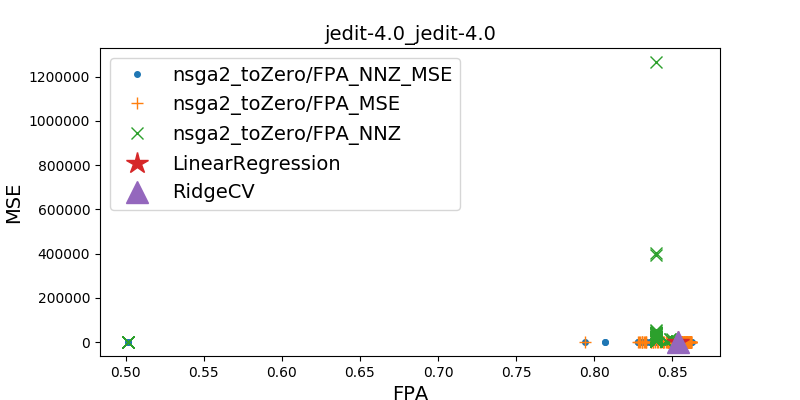 jedit-4.0_jedit-4.0
MSE
1200000
1000000
800000
600000
400000
200000
0
nsga2_toZero/FPA_NNZ_MSE
nsga2_toZero/FPA_MSE
nsga2_toZero/FPA_NNZ
LinearRegression
RidgeCV
0.50 0.55 0.60 0.65 0.70 0.75 0.80 0.85
FPA